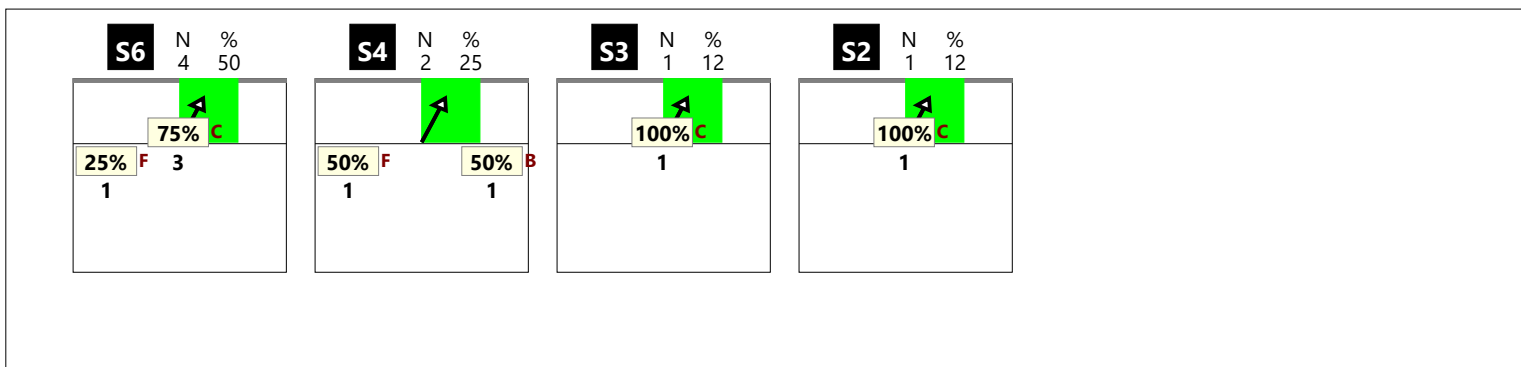 S6 N % 4 50
75% C
25% F 3
1
S4 N % 2 25
50% F 50% B
1 1
S3 N % 1 12
100% C
1
S2 N % 1 12
100% C
1